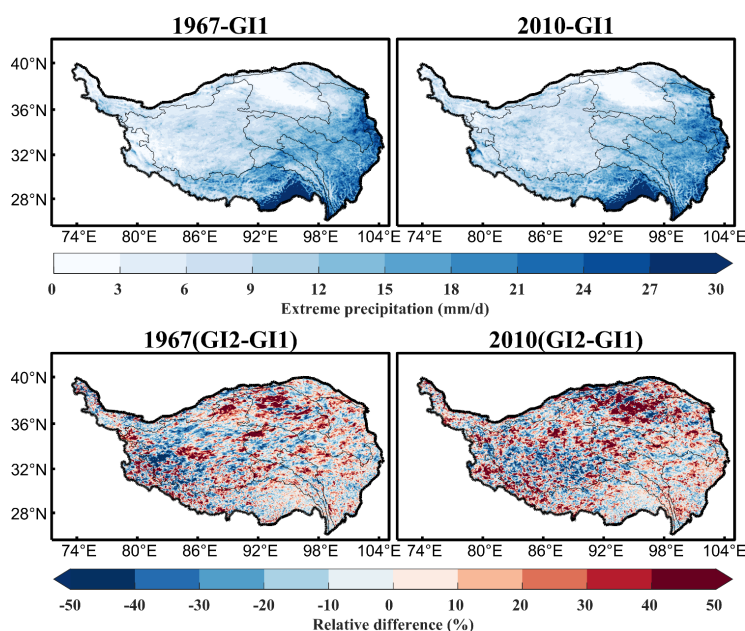 1967-GI1 2010-GI1
40°N
36°N
32°N
28°N
74°E 80°E 86°E 92°E 98°E 104°E 74°E 80°E 86°E 92°E 98°E 104°E
0 3 6 9 12 15 18 21 24 27 30
Extreme precipitation (mm/d)
1967(GI2-GI1) 2010(GI2-GI1)
40°N
36°N
32°N
28°N
74°E 80°E 86°E 92°E 98°E 104°E 74°E 80°E 86°E 92°E 98°E 104°E
-50 -40 -30 -20 -10 0 10 20 30 40 50
Relative difference (%)